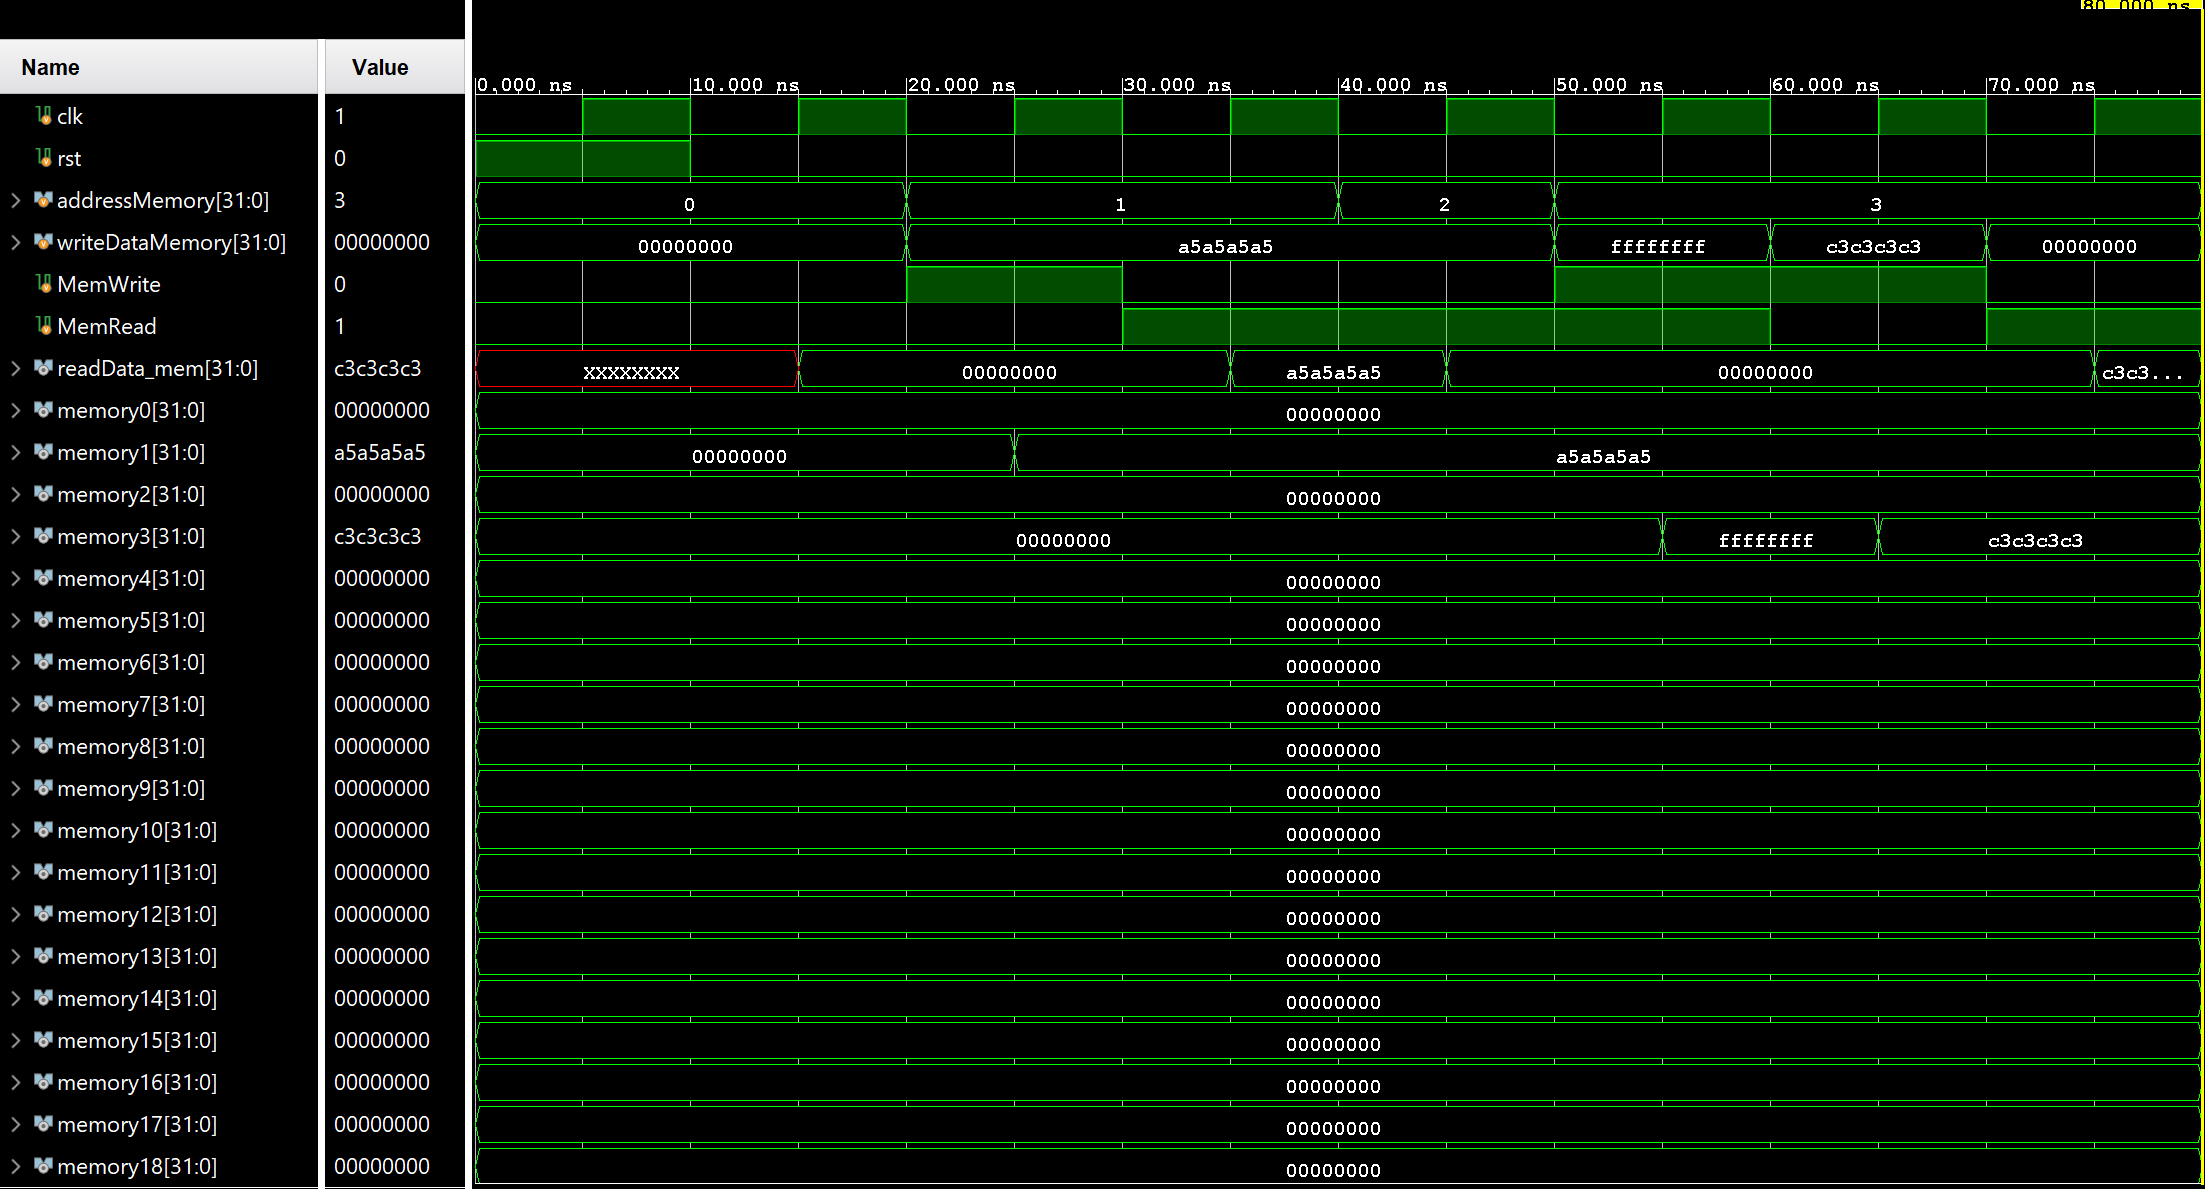 80.000 ns
Name Value
0.000 ns 10.000 ns 20.000 ns 30.000 ns 40.000 ns 50.000 ns 60.000 ns 70.000 ns
clk 1
rst 0
addressMemory[31:0] 3 0 1 2 3
writeDataMemory[31:0] 00000000 00000000 a5a5a5a5 ffffffff c3c3c3c3 00000000
MemWrite 0
MemRead 1
readData_mem[31:0] c3c3c3c3 XXXXXXXX 00000000 a5a5a5a5 00000000 c3c3...
memory0[31:0] 00000000 00000000
memory1[31:0] a5a5a5a5 00000000 a5a5a5a5
memory2[31:0] 00000000 00000000
memory3[31:0] c3c3c3c3 00000000 ffffffff c3c3c3c3
memory4[31:0] 00000000 00000000
memory5[31:0] 00000000 00000000
memory6[31:0] 00000000 00000000
memory7[31:0] 00000000 00000000
memory8[31:0] 00000000 00000000
memory9[31:0] 00000000 00000000
memory10[31:0] 00000000 00000000
memory11[31:0] 00000000 00000000
memory12[31:0] 00000000 00000000
memory13[31:0] 00000000 00000000
memory14[31:0] 00000000 00000000
memory15[31:0] 00000000 00000000
memory16[31:0] 00000000 00000000
memory17[31:0] 00000000 00000000
memory18[31:0] 00000000 00000000